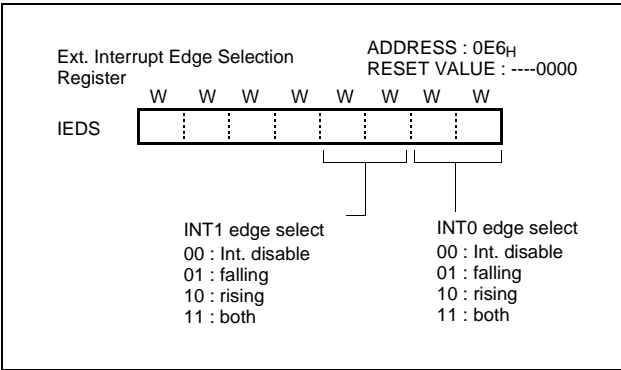 Ext. Interrupt Edge Selection
Register
ADDRESS : 0E6H
RESET VALUE : ----0000
W W W W W W W W
IEDS
INT1 edge select
00 : Int. disable
01 : falling
10 : rising
11 : both
INT0 edge select
00 : Int. disable
01 : falling
10 : rising
11 : both